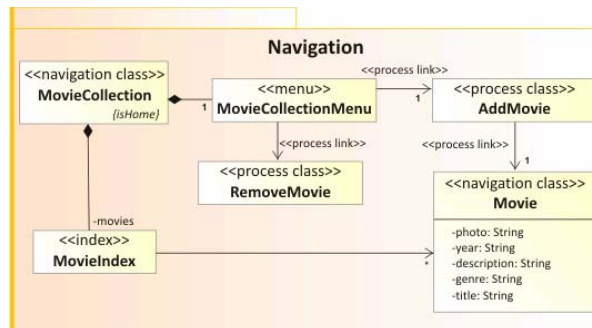 Navigation
<<navigation class>>
MovieCollection
{isHome}
1
<<menu>>
MovieCollectionMenu
<<process link>>
1
<<process class>>
AddMovie
<<process link>>
<<process class>>
RemoveMovie
<<process link>>
1
<<navigation class>>
Movie
-photo: String
-year: String
-description: String
-genre: String
-title: String
-movies
<<index>>
MovieIndex
*